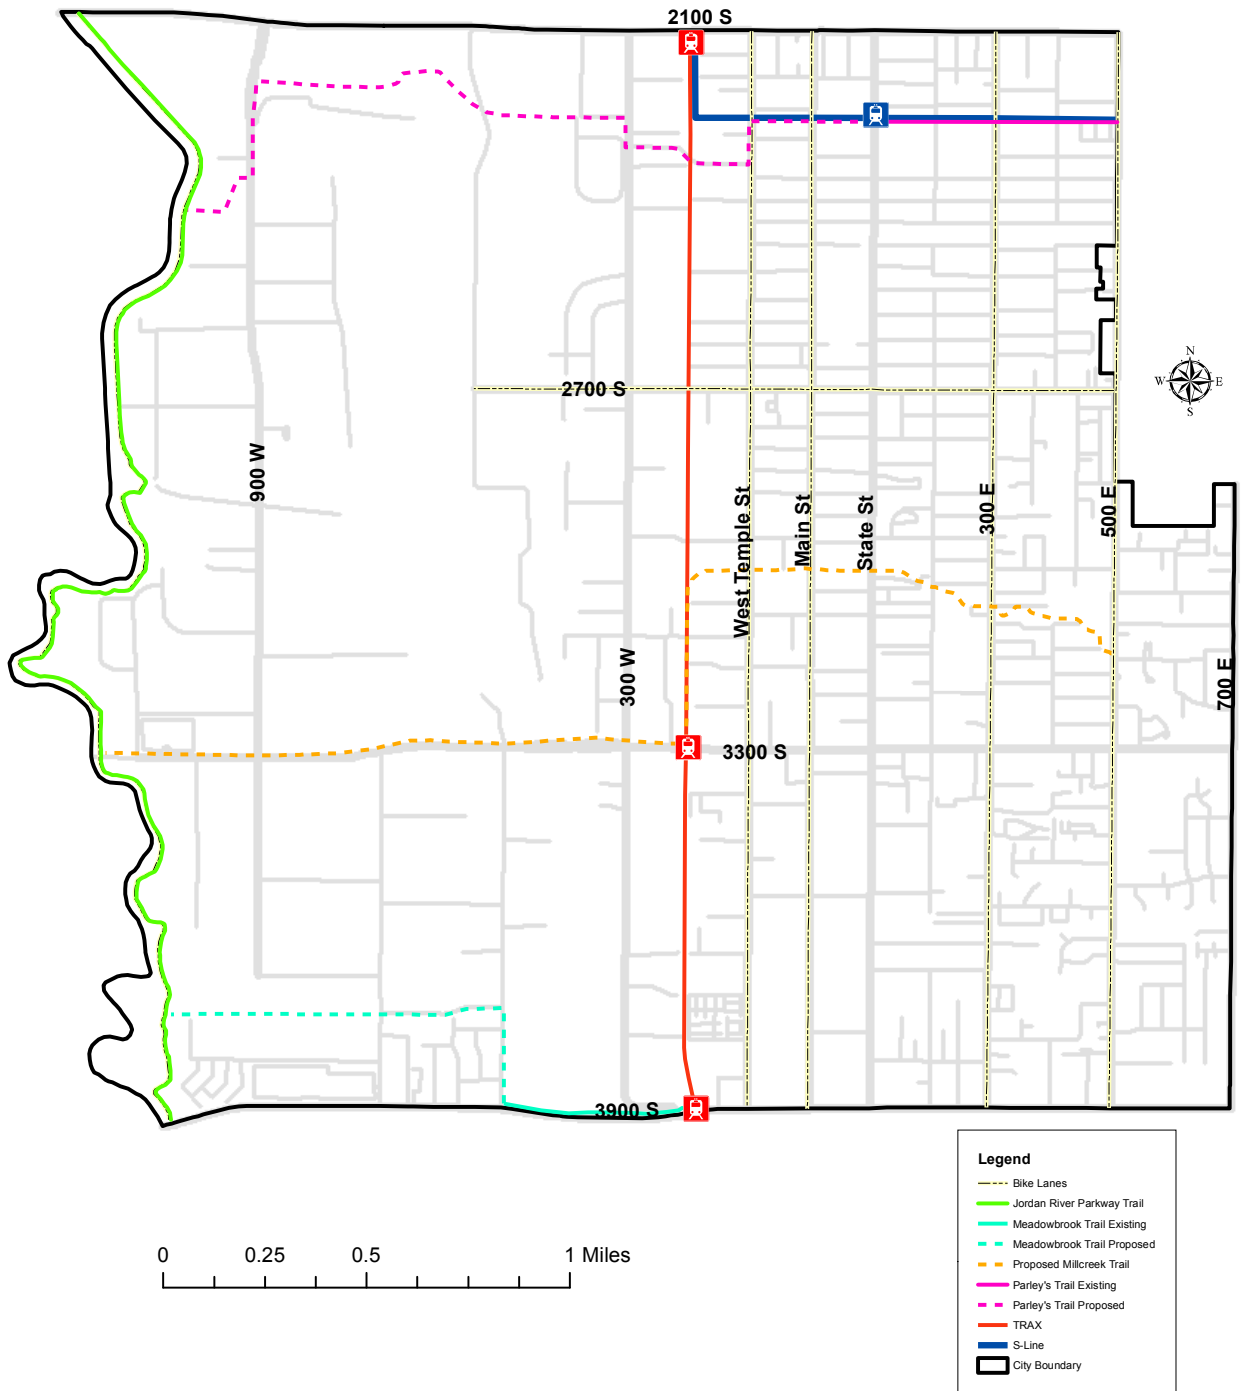 2100 S
N
W E
S
2700 S
900 W
West Temple St
Main St
State St
300 E
500 E
300 W
700 E
3300 S
3900 S
Legend
Bike Lanes
Jordan River Parkway Trail
Meadowbrook Trail Existing
Meadowbrook Trail Proposed
Proposed Millcreek Trail
Parley's Trail Existing
Parley's Trail Proposed
TRAX
S-Line
City Boundary
0 0.25 0.5 1 Miles